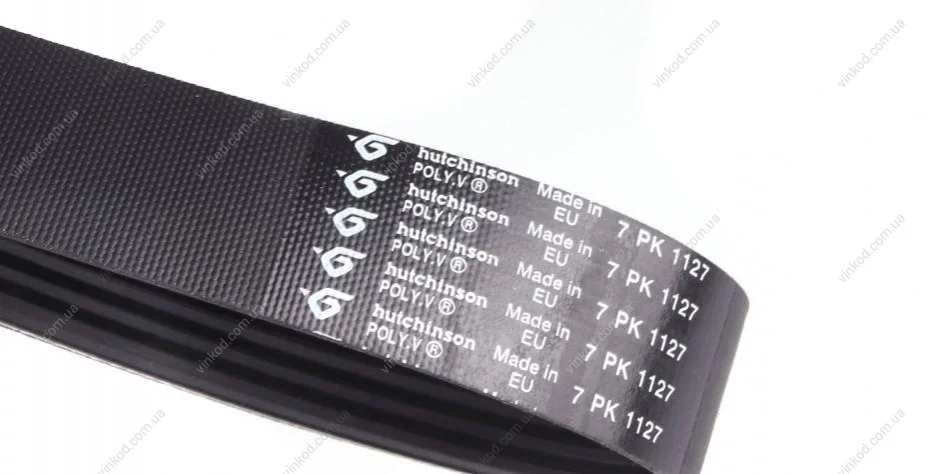 hutchinson
POLY.V ®
Made in
EU
7 PK 1127
hutchinson
POLY.V ®
Made in
EU
7 PK 1127
hutchinson
POLY.V ®
Made in
EU
7 PK 1127
hutchinson
POLY.V ®
Made in
EU
7 PK 1127
hutchinson
POLY.V ®
Made in
EU
7 PK 1127
vinkod.com.ua